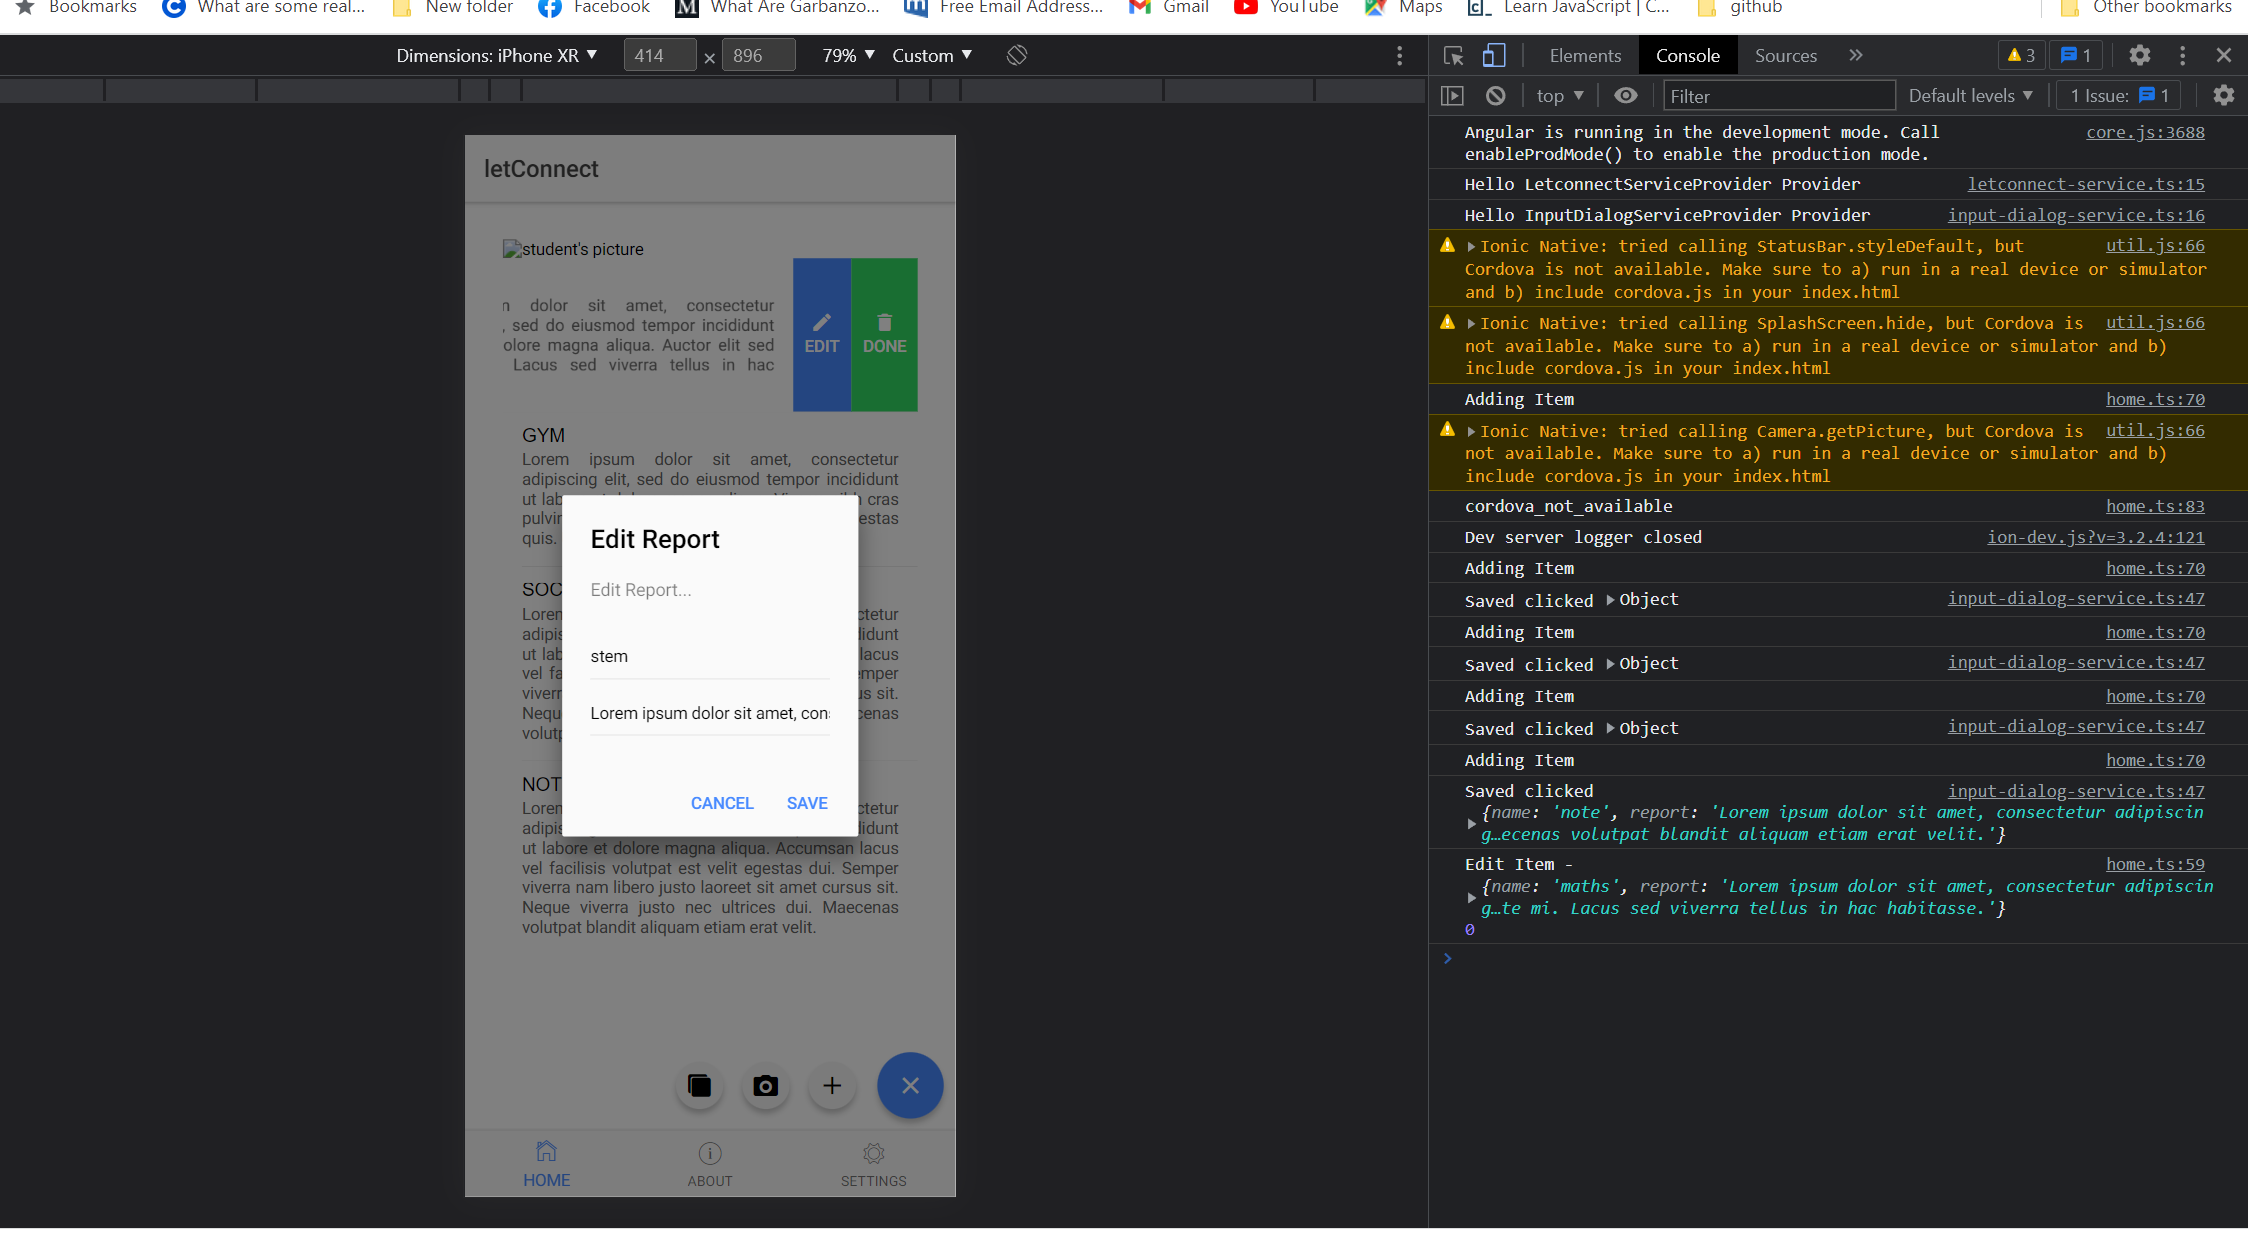 Bookmarks What are some real... New folder Facebook What Are Garbanzo... Free Email Address... Gmail YouTube Maps Learn JavaScript | C... github Other bookmarks
Dimensions: iPhone XR ▼ 414 × 896 79% ▼ Custom ▼
letConnect
student's picture
dolor sit amet, consectetur
, sed do eiusmod tempor incididunt
olore magna aliqua. Auctor elit sed
Lacus sed viverra tellus in hac
EDIT DONE
GYM
Lorem ipsum dolor sit amet, consectetur
adipiscing elit, sed do eiusmod tempor incididunt
ut lab cras
pulvi estas
quis.
Edit Report
Edit Report...
stem
Lorem ipsum dolor sit amet, con
CANCEL SAVE
SOC
Loren ctetur
adipi didunt
ut lab lacus
vel fa emper
viver us sit.
Nequ cenas
volut
NOT
Loren ctetur
adipi didunt
ut labore et dolore magna aliqua. Accumsan lacus
vel facilisis volutpat est velit egestas dui. Semper
viverra nam libero justo laoreet sit amet cursus sit.
Neque viverra justo nec ultrices dui. Maecenas
volutpat blandit aliquam etiam erat velit.
HOME ABOUT SETTINGS
Elements Console Sources » 3 1
top ▼ Filter Default levels ▼ 1 Issue: 1
Angular is running in the development mode. Call core.js:3688
enableProdMode() to enable the production mode.
Hello LetconnectServiceProvider Provider letconnect-service.ts:15
Hello InputDialogServiceProvider Provider input-dialog-service.ts:16
Ionic Native: tried calling StatusBar.styleDefault, but util.js:66
Cordova is not available. Make sure to a) run in a real device or simulator
and b) include cordova.js in your index.html
Ionic Native: tried calling SplashScreen.hide, but Cordova is util.js:66
not available. Make sure to a) run in a real device or simulator and b)
include cordova.js in your index.html
Adding Item home.ts:70
Ionic Native: tried calling Camera.getPicture, but Cordova is util.js:66
not available. Make sure to a) run in a real device or simulator and b)
include cordova.js in your index.html
cordova_not_available home.ts:83
Dev server logger closed ion-dev.js?v=3.2.4:121
Adding Item home.ts:70
Saved clicked ▶Object input-dialog-service.ts:47
Adding Item home.ts:70
Saved clicked ▶Object input-dialog-service.ts:47
Adding Item home.ts:70
Saved clicked ▶Object input-dialog-service.ts:47
Adding Item home.ts:70
Saved clicked input-dialog-service.ts:47
{name: 'note', report: 'Lorem ipsum dolor sit amet, consectetur adipiscin
g…ecenas volutpat blandit aliquam etiam erat velit.'}
Edit Item - home.ts:59
{name: 'maths', report: 'Lorem ipsum dolor sit amet, consectetur adipiscin
g…te mi. Lacus sed viverra tellus in hac habitasse.'}
0